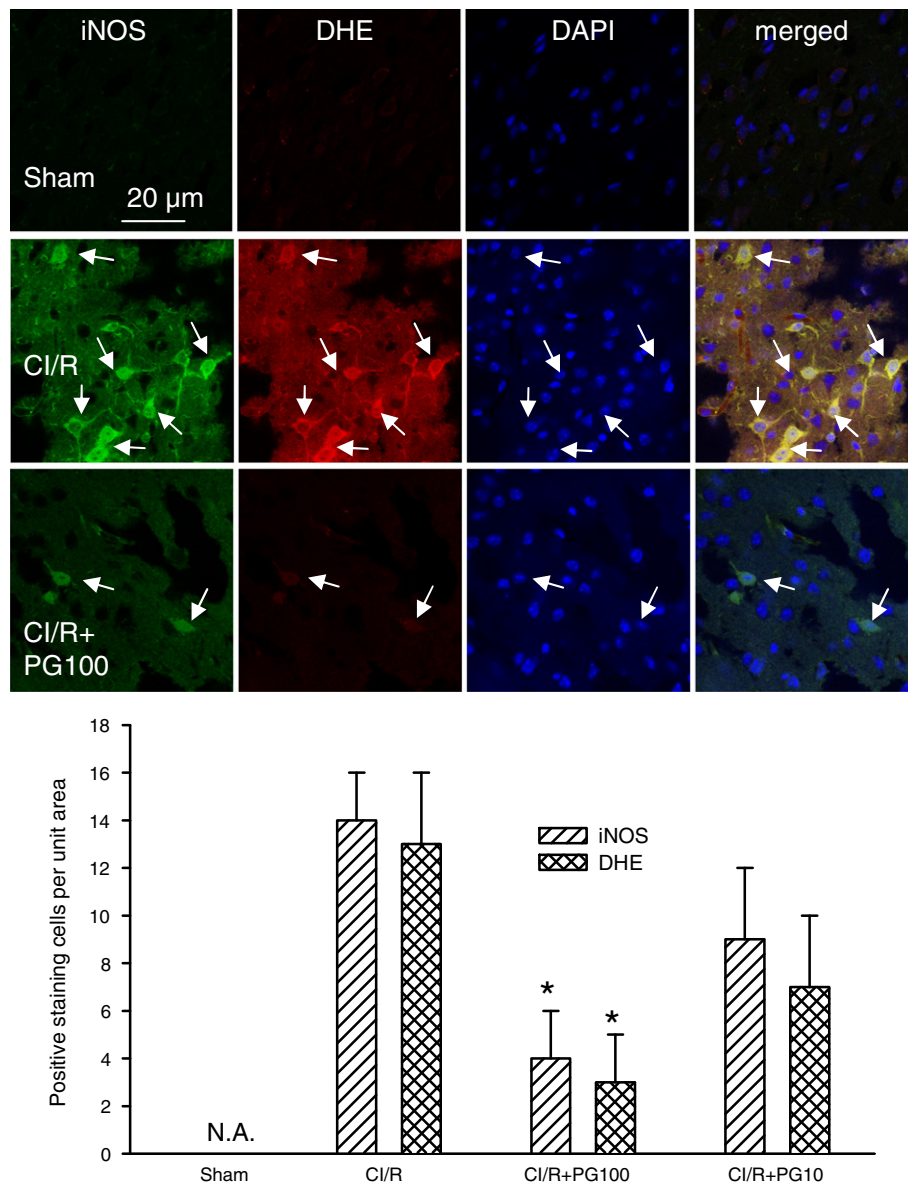 iNOS DHE DAPI merged
Sham
20 µm
CI/R
CI/R+
PG100
Positive staining cells per unit area
18
16
14
12
10
8
6
4
2
0
iNOS
DHE
*
*
N.A.
Sham CI/R CI/R+PG100 CI/R+PG10